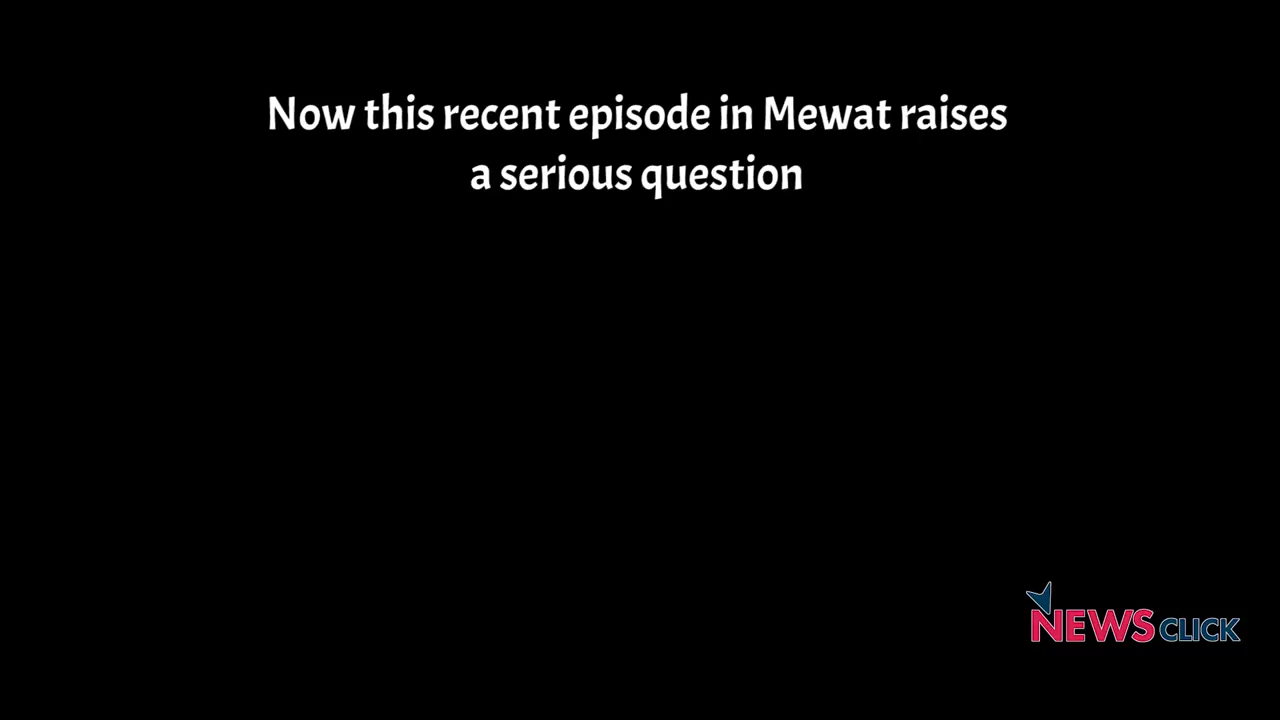 Now this recent episode in Mewat raises
a serious question
NEWSCLICK